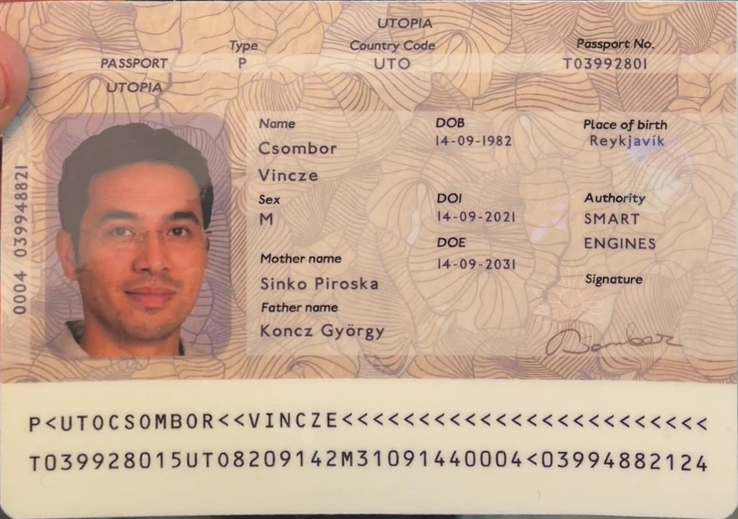 UTOPIA
Type Country Code Passport No.
PASSPORT P UTO T03992801
UTOPIA
Name DOB Place of birth
Csombor 14-09-1982 Reykjavík
Vincze
Sex DOI Authority
M 14-09-2021 SMART
DOE ENGINES
Mother name 14-09-2031
Sinko Piroska Signature
Father name
Koncz György
0004 039948821
P<UTOCSOMBOR<<VINCZE<<<<<<<<<<<<<<<<<<<<<<<<
T039928015UTO8209142M31091440004<03994882124